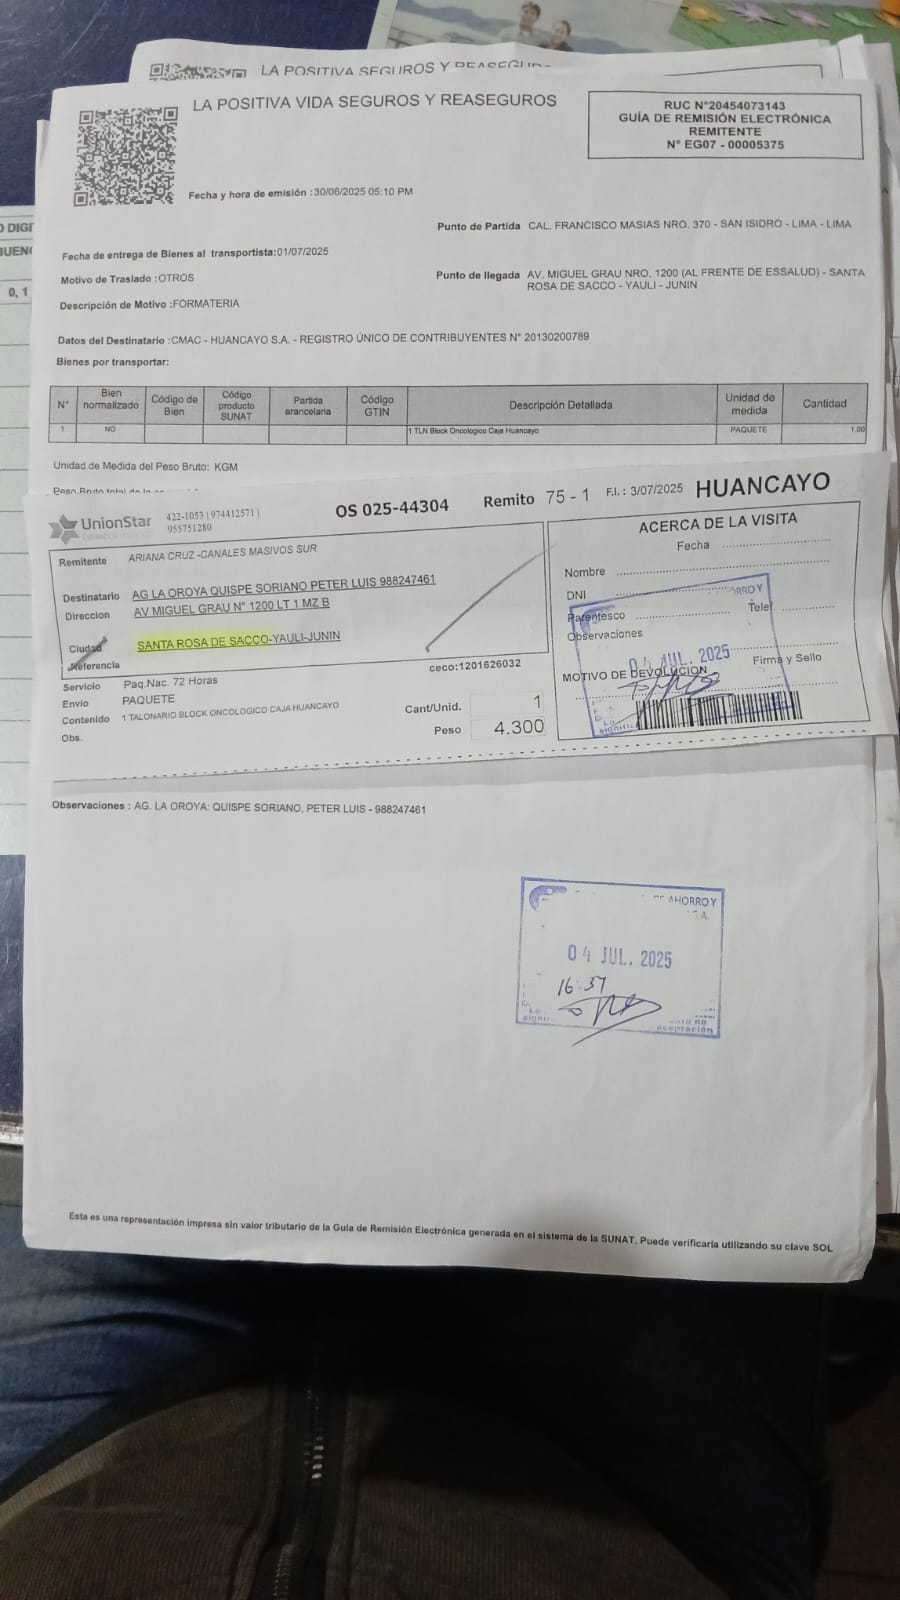 LA POSITIVA SEGUROS Y REASEGUROS
LA POSITIVA VIDA SEGUROS Y REASEGUROS
RUC N°20454073143
GUÍA DE REMISIÓN ELECTRÓNICA
REMITENTE
N° EG07 - 00005375
Fecha y hora de emisión :30/06/2025 05:10 PM
Punto de Partida CAL. FRANCISCO MASIAS NRO. 370 - SAN ISIDRO - LIMA - LIMA
Fecha de entrega de Bienes al transportista:01/07/2025
Motivo de Traslado :OTROS
Punto de llegada AV. MIGUEL GRAU NRO. 1200 (AL FRENTE DE ESSALUD) - SANTA
ROSA DE SACCO - YAULI - JUNIN
Descripción de Motivo :FORMATERIA
Datos del Destinatario :CMAC - HUANCAYO S.A. - REGISTRO ÚNICO DE CONTRIBUYENTES N° 20130200789
Bienes por transportar:
N° Bien normalizado Código de Bien Código producto SUNAT Partida arancelaria Código GTIN Descripción Detallada Unidad de medida Cantidad
1 NO 1 TLN Block Oncologico Caja Huancayo PAQUETE 1.00
Unidad de Medida del Peso Bruto: KGM
UnionStar
422-1053 | 974412571 |
955751280
OS 025-44304 Remito 75 - 1 F.I.: 3/07/2025 HUANCAYO
Remitente ARIANA CRUZ -CANALES MASIVOS SUR
Destinatario AG LA OROYA QUISPE SORIANO PETER LUIS 988247461
Direccion AV MIGUEL GRAU N° 1200 LT 1 MZ B
Ciudad SANTA ROSA DE SACCO-YAULI-JUNIN
Referencia
ceco:1201626032
Servicio Paq.Nac. 72 Horas
Envio PAQUETE
Contenido 1 TALONARIO BLOCK ONCOLOGICO CAJA HUANCAYO
Obs.
Cant/Unid. 1
Peso 4.300
ACERCA DE LA VISITA
Fecha
Nombre
DNI
Parentesco Telef
Observaciones
04 JUL. 2025
MOTIVO DE DEVOLUCION Firma y Sello
Observaciones : AG. LA OROYA: QUISPE SORIANO, PETER LUIS - 988247461
AHORRO Y
04 JUL. 2025
16:37
aceptación
Esta es una representación impresa sin valor tributario de la Guía de Remisión Electrónica generada en el sistema de la SUNAT. Puede verificarla utilizando su clave SOL